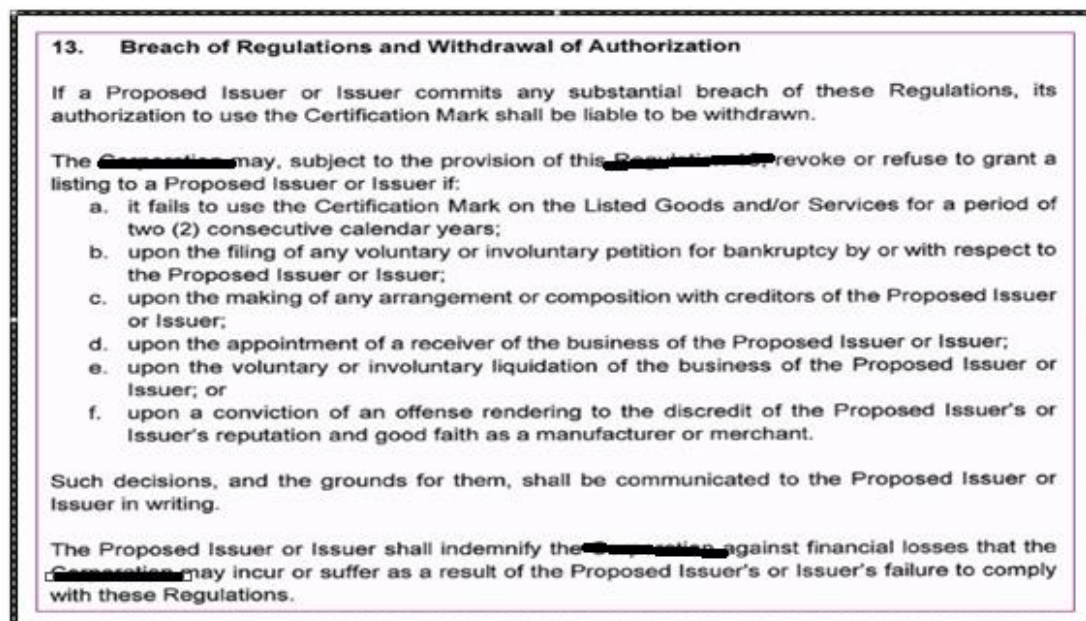 13. Breach of Regulations and Withdrawal of Authorization
If a Proposed Issuer or Issuer commits any substantial breach of these Regulations, its
authorization to use the Certification Mark shall be liable to be withdrawn.
The may, subject to the provision of this revoke or refuse to grant a
listing to a Proposed Issuer or Issuer if:
a. it fails to use the Certification Mark on the Listed Goods and/or Services for a period of
two (2) consecutive calendar years;
b. upon the filing of any voluntary or involuntary petition for bankruptcy by or with respect to
the Proposed Issuer or Issuer;
c. upon the making of any arrangement or composition with creditors of the Proposed Issuer
or Issuer;
d. upon the appointment of a receiver of the business of the Proposed Issuer or Issuer;
e. upon the voluntary or involuntary liquidation of the business of the Proposed Issuer or
Issuer; or
f. upon a conviction of an offense rendering to the discredit of the Proposed Issuer's or
Issuer's reputation and good faith as a manufacturer or merchant.
Such decisions, and the grounds for them, shall be communicated to the Proposed Issuer or
Issuer in writing.
The Proposed Issuer or Issuer shall indemnify the against financial losses that the
may incur or suffer as a result of the Proposed Issuer's or Issuer's failure to comply
with these Regulations.